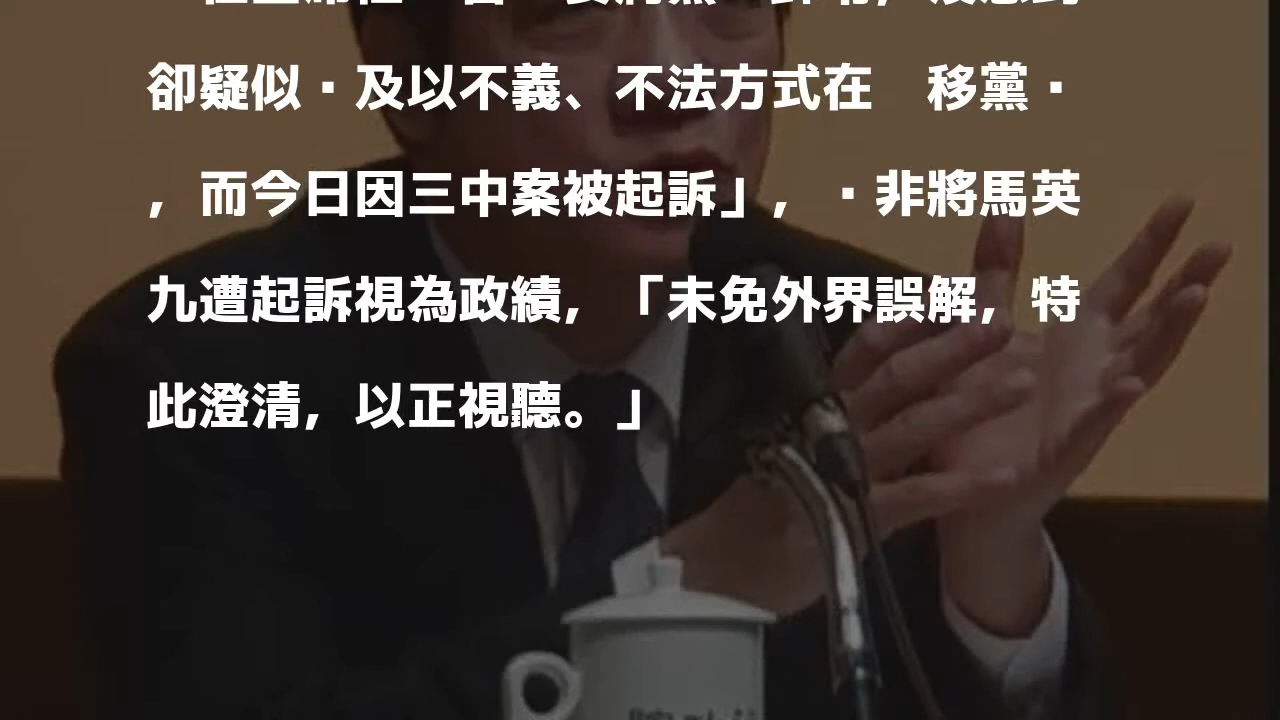 卻疑似·及以不義、不法方式在　移黨·
，而今日因三中案被起訴」，·非將馬英
九遭起訴視為政績，「未免外界誤解，特
此澄清，以正視聽。」